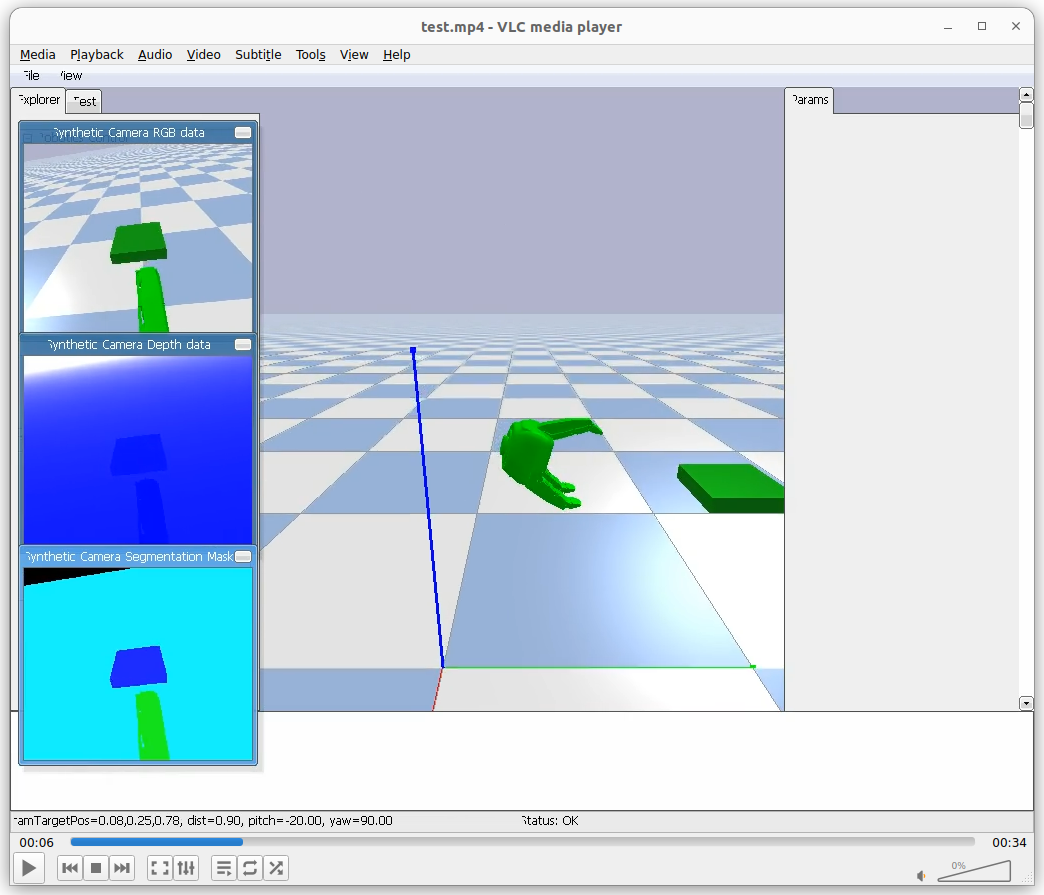 test.mp4 - VLC media player
Media Playback Audio Video Subtitle Tools View Help
File View
Explorer Test Params
Synthetic Camera RGB data
Synthetic Camera Depth data
Synthetic Camera Segmentation Mask
ramTargetPos=0.08,0.25,0.78, dist=0.90, pitch=-20.00, yaw=90.00 Status: OK
00:06 00:34
0%